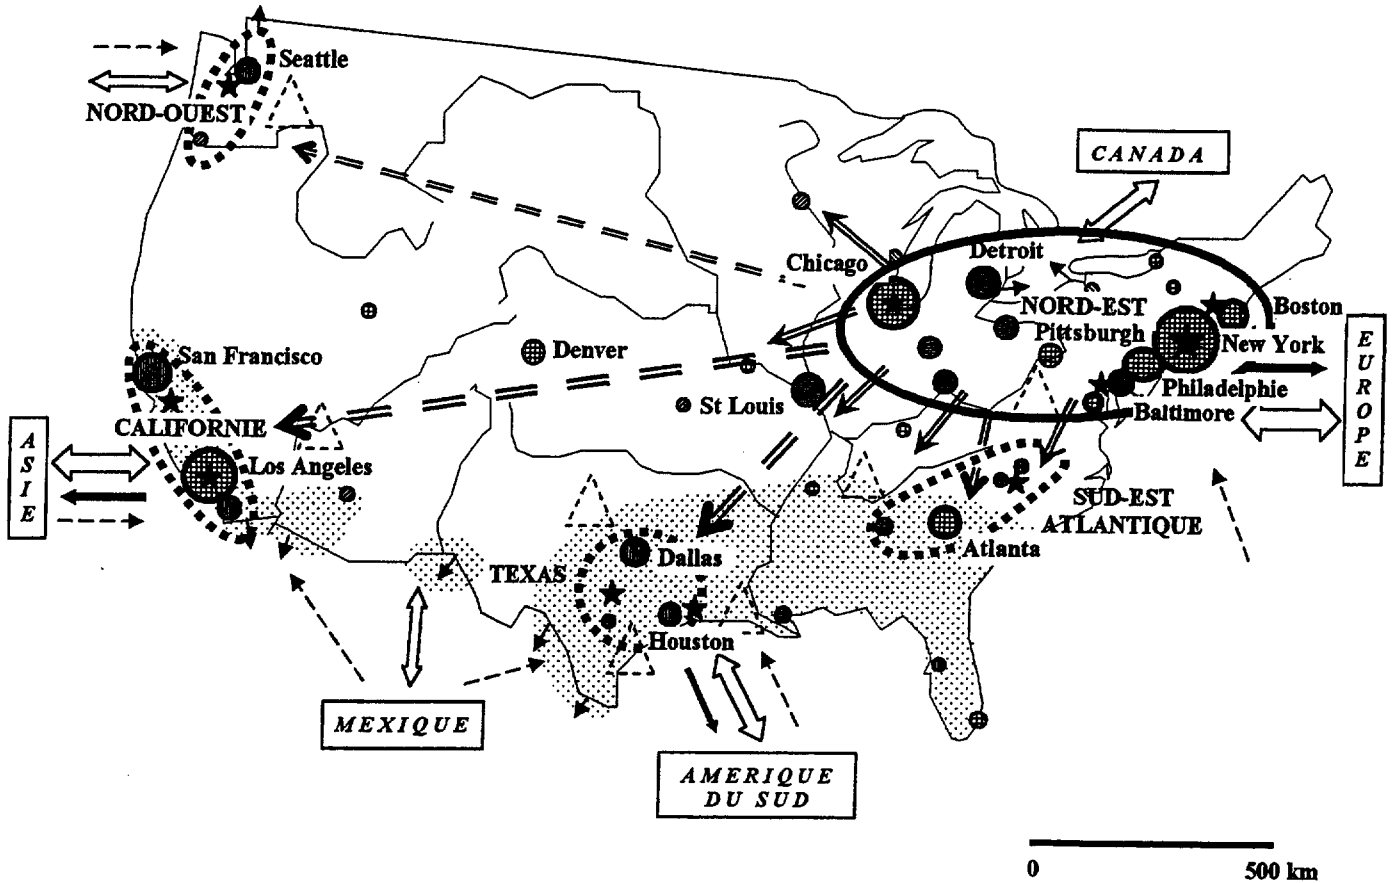 Seattle
NORD-OUEST
CANADA
Detroit
Chicago
NORD-EST
Boston
Pittsburgh
New York
San Francisco
Denver
Philadelphie
St Louis
Baltimore
EUROPE
CALIFORNIE
Los Angeles
ASIE
SUD-EST
ATLANTIQUE
Atlanta
Dallas
TEXAS
Houston
MEXIQUE
AMÉRIQUE
DU SUD
0 500 km